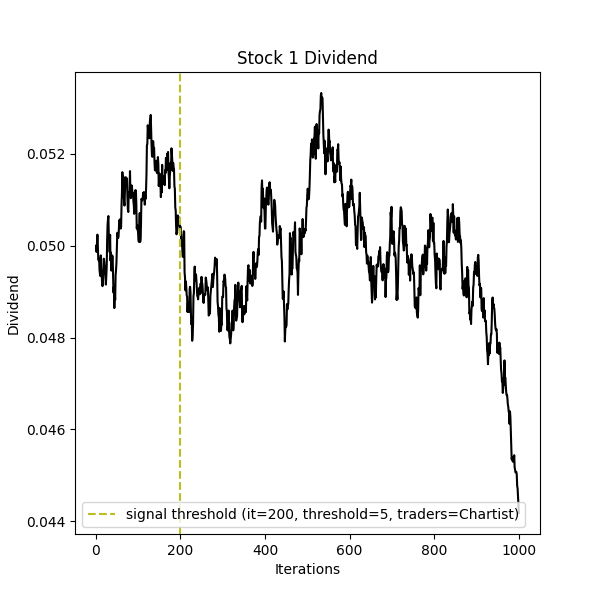 Stock 1 Dividend
Dividend
0.052
0.050
0.048
0.046
0.044
signal threshold (it=200, threshold=5, traders=Chartist)
0 200 400 600 800 1000
Iterations